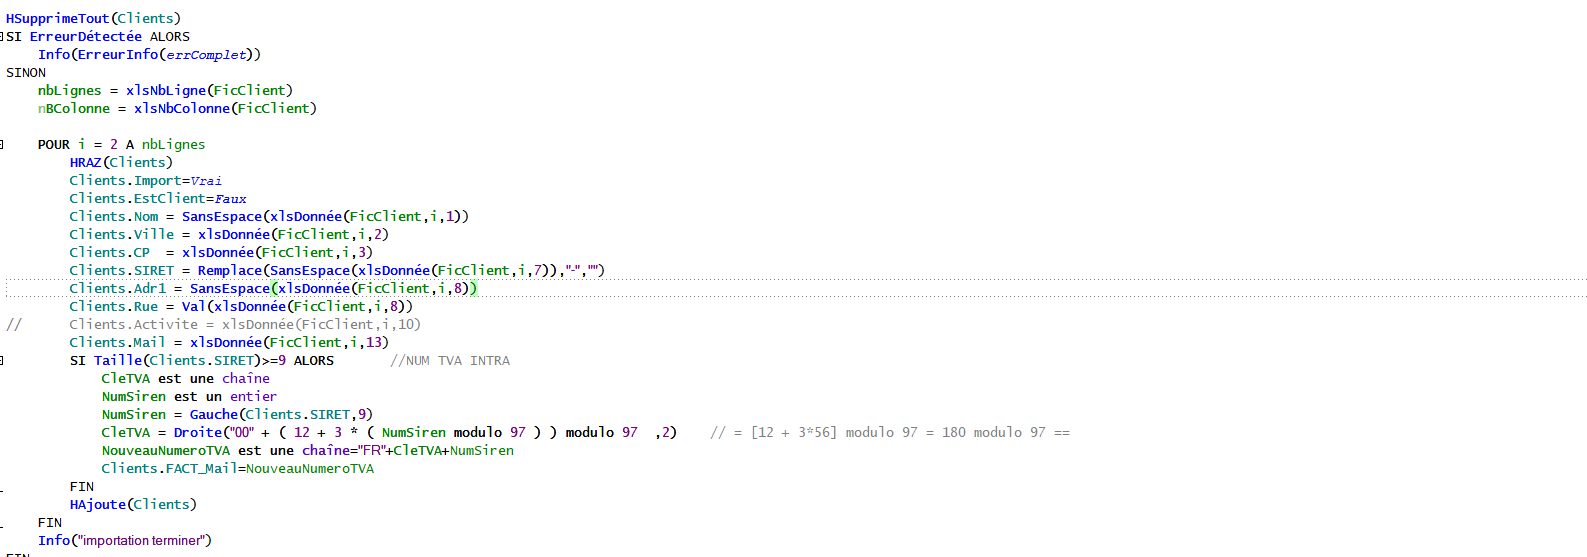 HSupprimeTout(Clients)
SI ErreurDétectée ALORS
Info(ErreurInfo(errComplet))
SINON
nbLignes = xlsNbLigne(FicClient)
nBColonne = xlsNbColonne(FicClient)
POUR i = 2 A nbLignes
HRAZ(Clients)
Clients.Import=Vrai
Clients.EstClient=Faux
Clients.Nom = SansEspace(xlsDonnée(FicClient,i,1))
Clients.Ville = xlsDonnée(FicClient,i,2)
Clients.CP  = xlsDonnée(FicClient,i,3)
Clients.SIRET = Remplace(SansEspace(xlsDonnée(FicClient,i,7)),"-","")
Clients.Adr1 = SansEspace(xlsDonnée(FicClient,i,8))
Clients.Rue = Val(xlsDonnée(FicClient,i,8))
//      Clients.Activite = xlsDonnée(FicClient,i,10)
Clients.Mail = xlsDonnée(FicClient,i,13)
SI Taille(Clients.SIRET)>=9 ALORS       //NUM TVA INTRA
CleTVA est une chaîne
NumSiren est un entier
NumSiren = Gauche(Clients.SIRET,9)
CleTVA = Droite("00" + ( 12 + 3 * ( NumSiren modulo 97 ) ) modulo 97  ,2)    // = [12 + 3*56] modulo 97 = 180 modulo 97 ==
NouveauNumeroTVA est une chaîne="FR"+CleTVA+NumSiren
Clients.FACT_Mail=NouveauNumeroTVA
FIN
HAjoute(Clients)
FIN
Info("importation terminer")
FIN